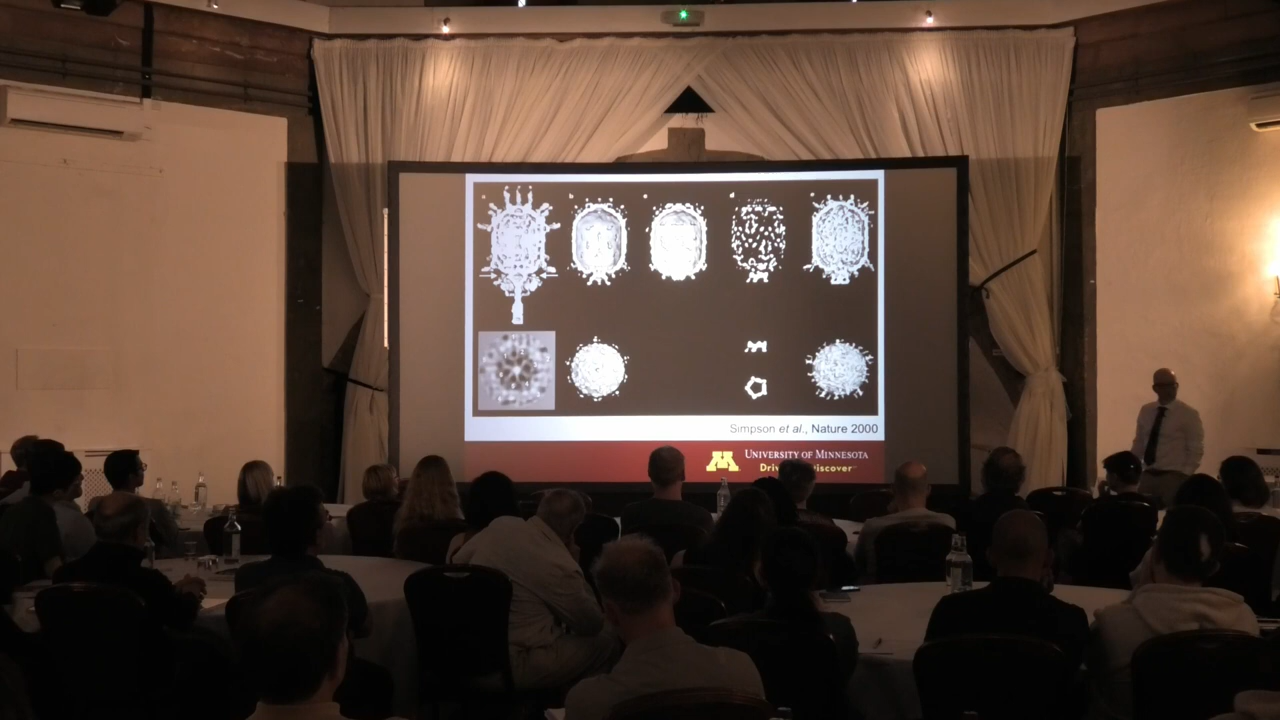 a b c d e
Simpson et al., Nature 2000
M UNIVERSITY OF MINNESOTA